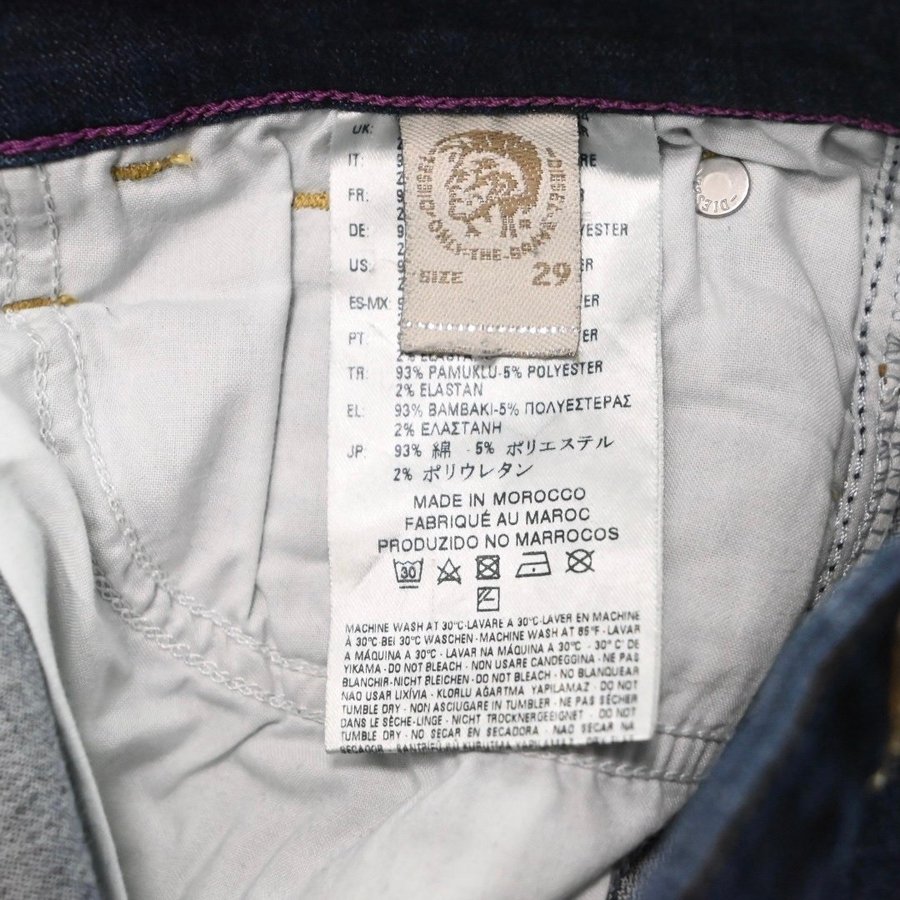 UK:
IT:
FR:
DE:
US:
ES-MX:
PT:
DIESEL
DIESEL
ONLY-THE-BRAVE
SIZE 29
RE
YESTER
ER
ER
ER
2% ELASTA
TR: 93% PAMUKLU-5% POLYESTER
2% ELASTAN
EL: 93% BAMBAKI-5% ΠΟΛΥΕΣΤΕΡΑΣ
2% ΕΛΑΣΤΑΝΗ
JP: 93% 綿 · 5% ポリエステル
2% ポリウレタン
MADE IN MOROCCO
FABRIQUÉ AU MAROC
PRODUZIDO NO MARROCOS
30
MACHINE WASH AT 30°C-LAVARE A 30°C-LAVER EN MACHINE
À 30°C BEI 30°C WASCHEN - MACHINE WASH AT 86°F - LAVAR
A MÁQUINA A 30°C - LAVAR NA MÁQUINA A 30°C - 30° C' DE
YIKAMA - DO NOT BLEACH - NON USARE CANDEGGINA - NE PAS
BLANCHIR-NICHT BLEICHEN - DO NOT BLEACH - NO BLANQUEAR
NÃO USAR LIXÍVIA - KLORLU AĞARTMA YAPILAMAZ - DO NOT
TUMBLE DRY - NON ASCIUGARE IN TUMBLER - NE PAS SÉCHER
DANS LE SÈCHE-LINGE - NICHT TROCKNERGEEIGNET - DO NOT
TUMBLE DRY - NO SECAR EN SECADORA - NÃO SECAR NA
SECADOR